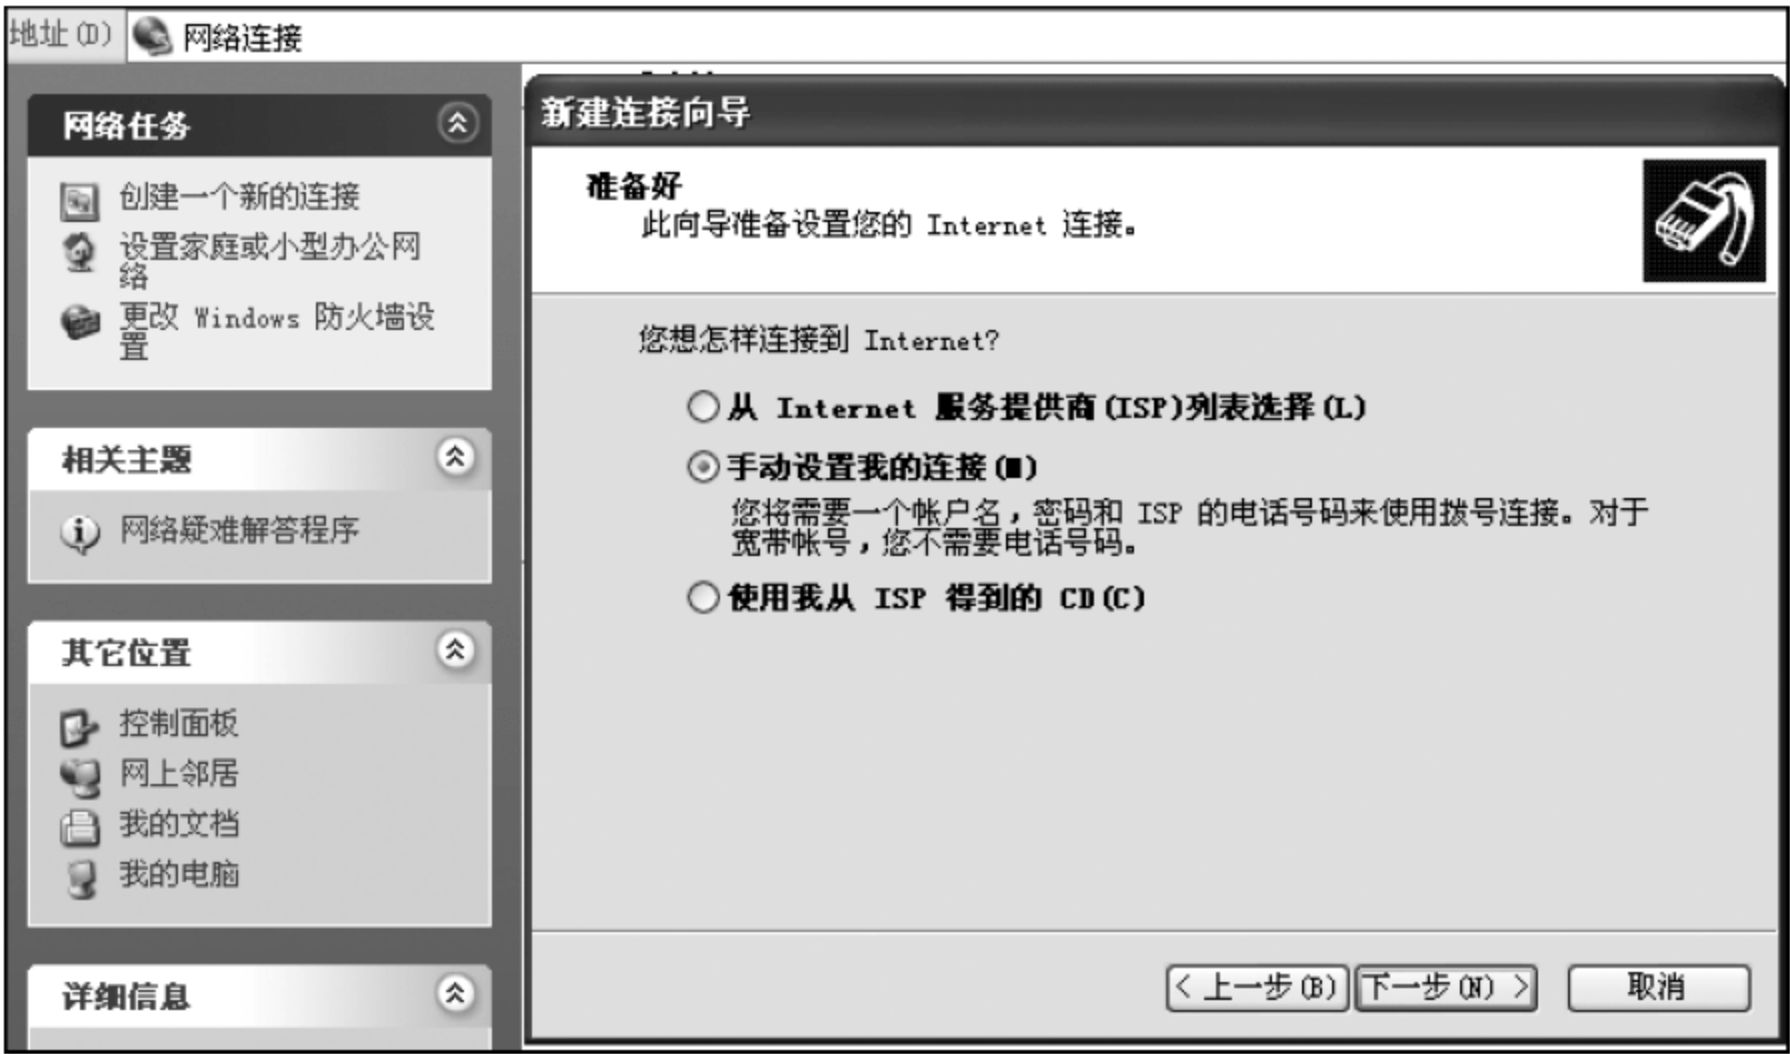 地址(D)
网络连接
网络任务
创建一个新的连接
设置家庭或小型办公网
络
更改 Windows 防火墙设
置
相关主题
网络疑难解答程序
其它位置
控制面板
网上邻居
我的文档
我的电脑
详细信息
新建连接向导
准备好
此向导准备设置您的 Internet 连接。
您想怎样连接到 Internet?
从 Internet 服务提供商(ISP)列表选择(L)
手动设置我的连接(M)
您将需要一个帐户名，密码和 ISP 的电话号码来使用拨号连接。对于
宽带帐号，您不需要电话号码。
使用我从 ISP 得到的 CD(C)
< 上一步(B)
下一步(N) >
取消